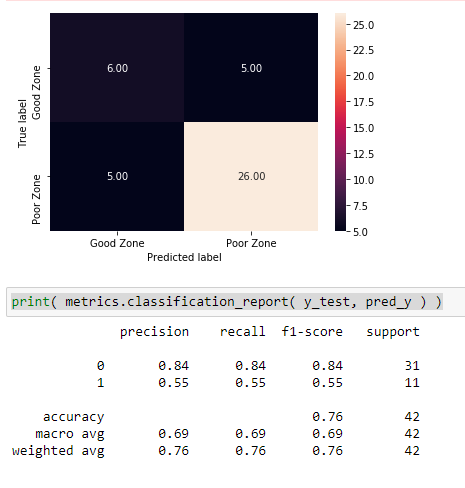 25.0
Good Zone 6.00 5.00 22.5
20.0
17.5
True label
15.0
Poor Zone 5.00 26.00 12.5
10.0
7.5
5.0
Good Zone Poor Zone
Predicted label
print( metrics.classification_report( y_test, pred_y ) )
precision recall f1-score support
0 0.84 0.84 0.84 31
1 0.55 0.55 0.55 11
accuracy 0.76 42
macro avg 0.69 0.69 0.69 42
weighted avg 0.76 0.76 0.76 42